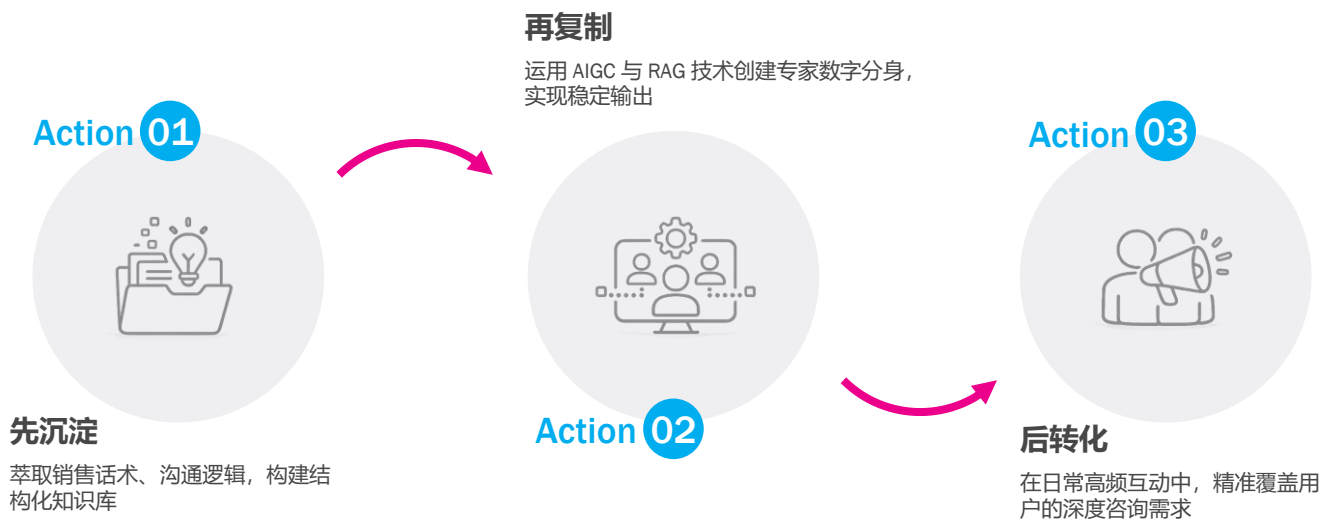 Action 01
先沉淀
萃取销售话术、沟通逻辑，构建结
构化知识库
再复制
运用 AIGC 与 RAG 技术创建专家数字分身，
实现稳定输出
Action 02
Action 03
后转化
在日常高频互动中，精准覆盖用
户的深度咨询需求